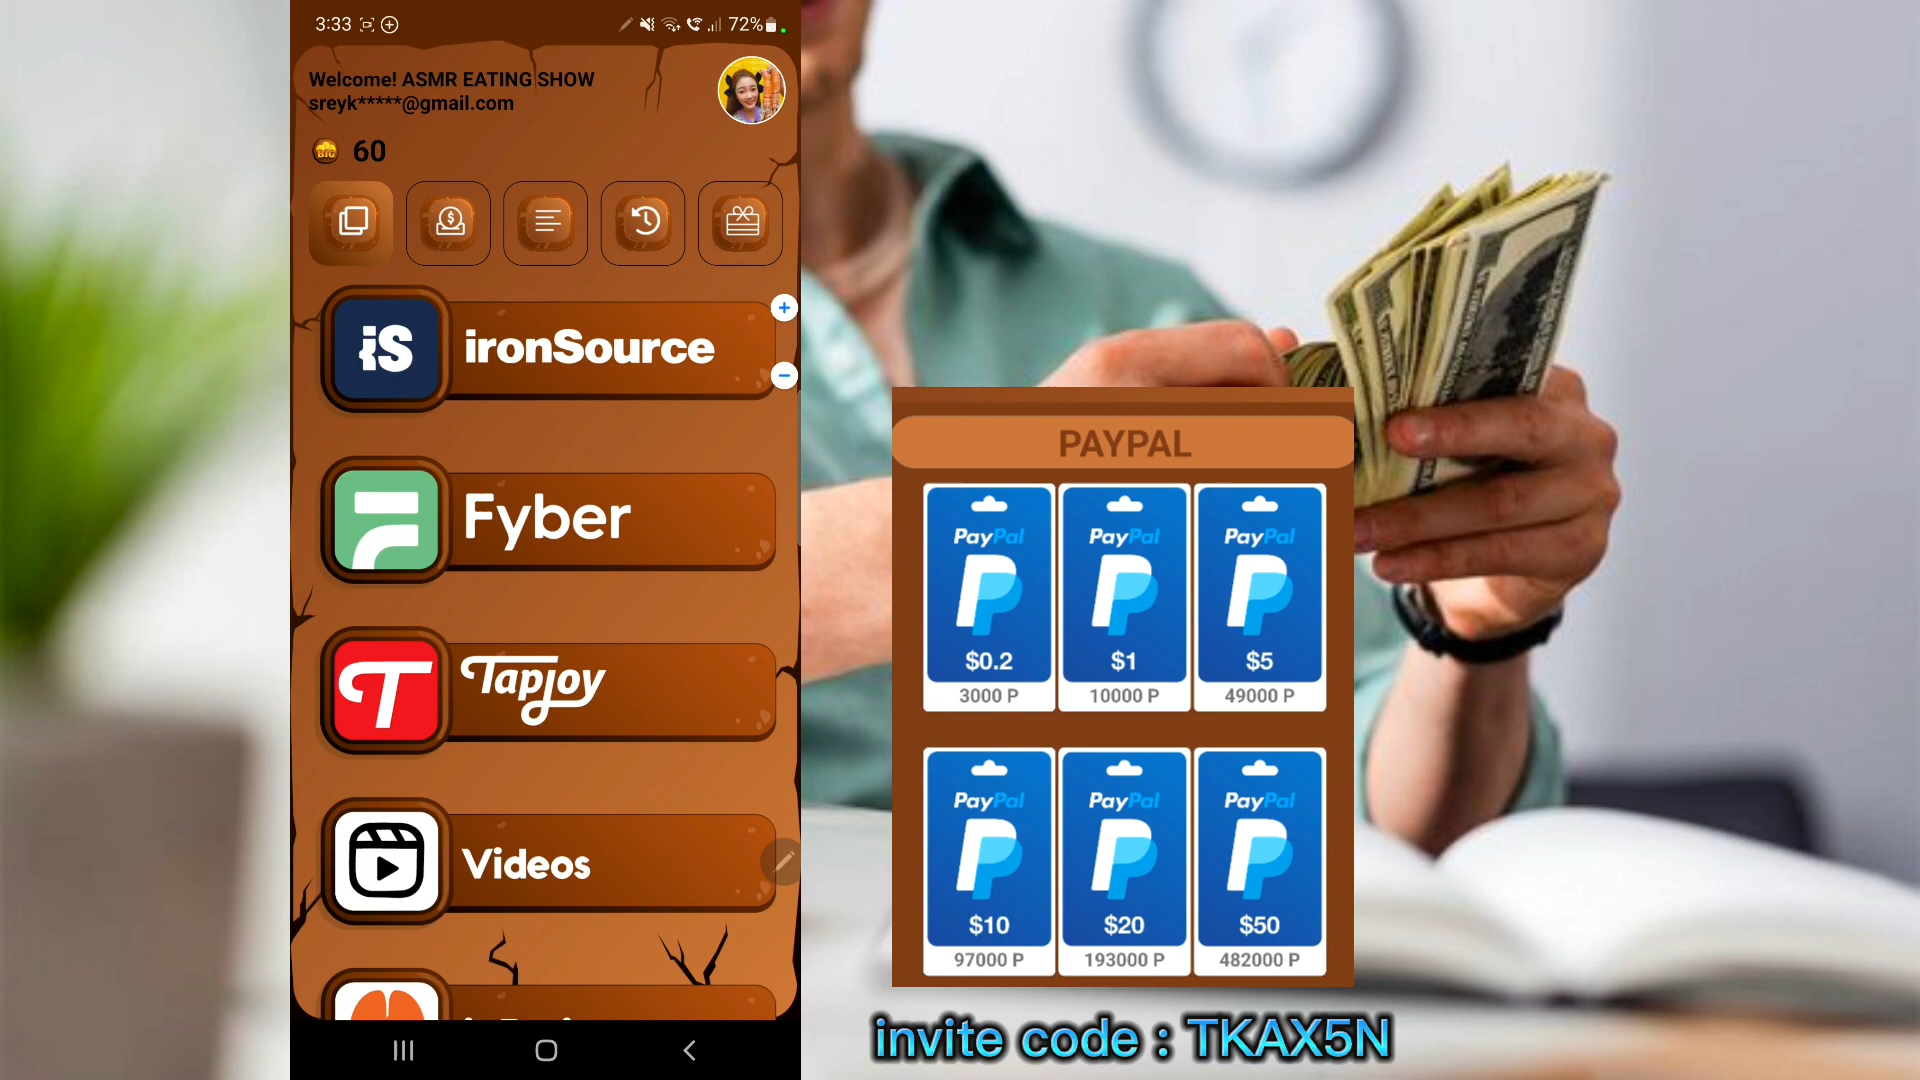 3:33
72%
Welcome! ASMR EATING SHOW
sreyk*****@gmail.com
BIG
60
iS
ironSource
Fyber
T
Tapjoy
Videos
PAYPAL
PayPal
$0.2
3000 P
PayPal
$1
10000 P
PayPal
$5
49000 P
PayPal
$10
97000 P
PayPal
$20
193000 P
PayPal
$50
482000 P
invite code : TKAX5N